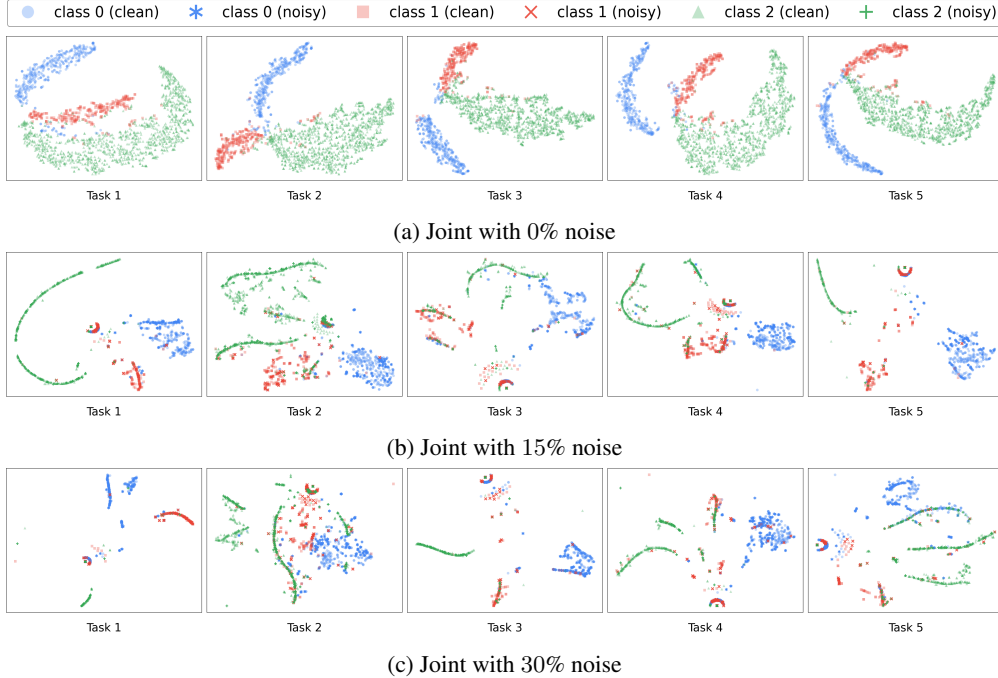 class 0 (clean) class 0 (noisy) class 1 (clean) class 1 (noisy) class 2 (clean) class 2 (noisy)
Task 1 Task 2 Task 3 Task 4 Task 5
(a) Joint with 0% noise
Task 1 Task 2 Task 3 Task 4 Task 5
(b) Joint with 15% noise
Task 1 Task 2 Task 3 Task 4 Task 5
(c) Joint with 30% noise